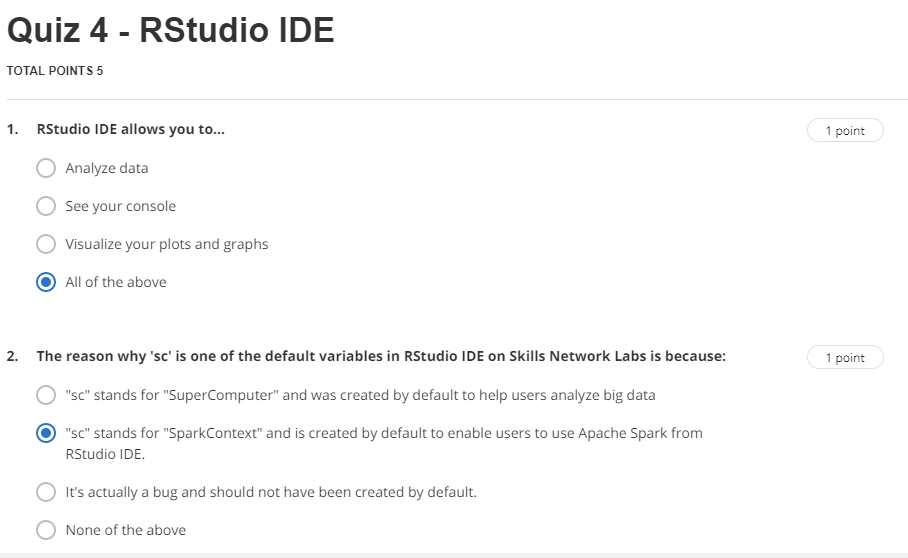 Quiz 4 - RStudio IDE
TOTAL POINTS 5
1. RStudio IDE allows you to...
1 point
Analyze data
See your console
Visualize your plots and graphs
All of the above
2. The reason why 'sc' is one of the default variables in RStudio IDE on Skills Network Labs is because:
1 point
"sc" stands for "SuperComputer" and was created by default to help users analyze big data
"sc" stands for "SparkContext" and is created by default to enable users to use Apache Spark from
RStudio IDE.
It's actually a bug and should not have been created by default.
None of the above